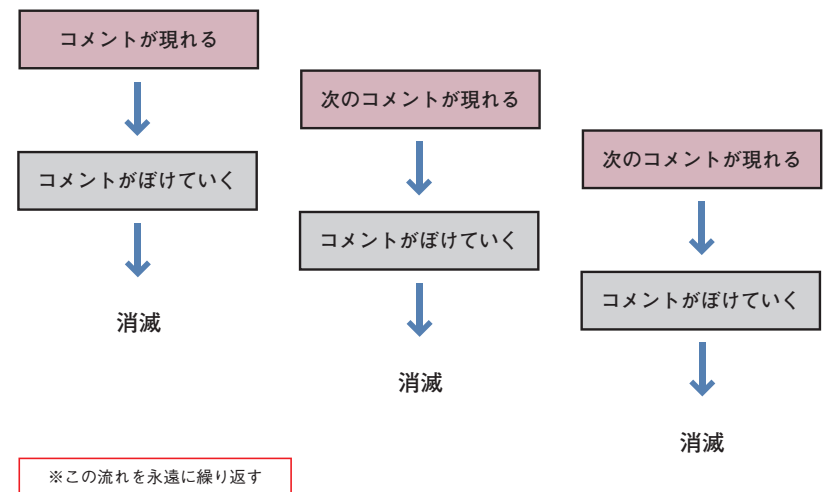 コメントが現れる
コメントがぼけていく
消滅
次のコメントが現れる
コメントがぼけていく
消滅
次のコメントが現れる
コメントがぼけていく
消滅
※この流れを永遠に繰り返す